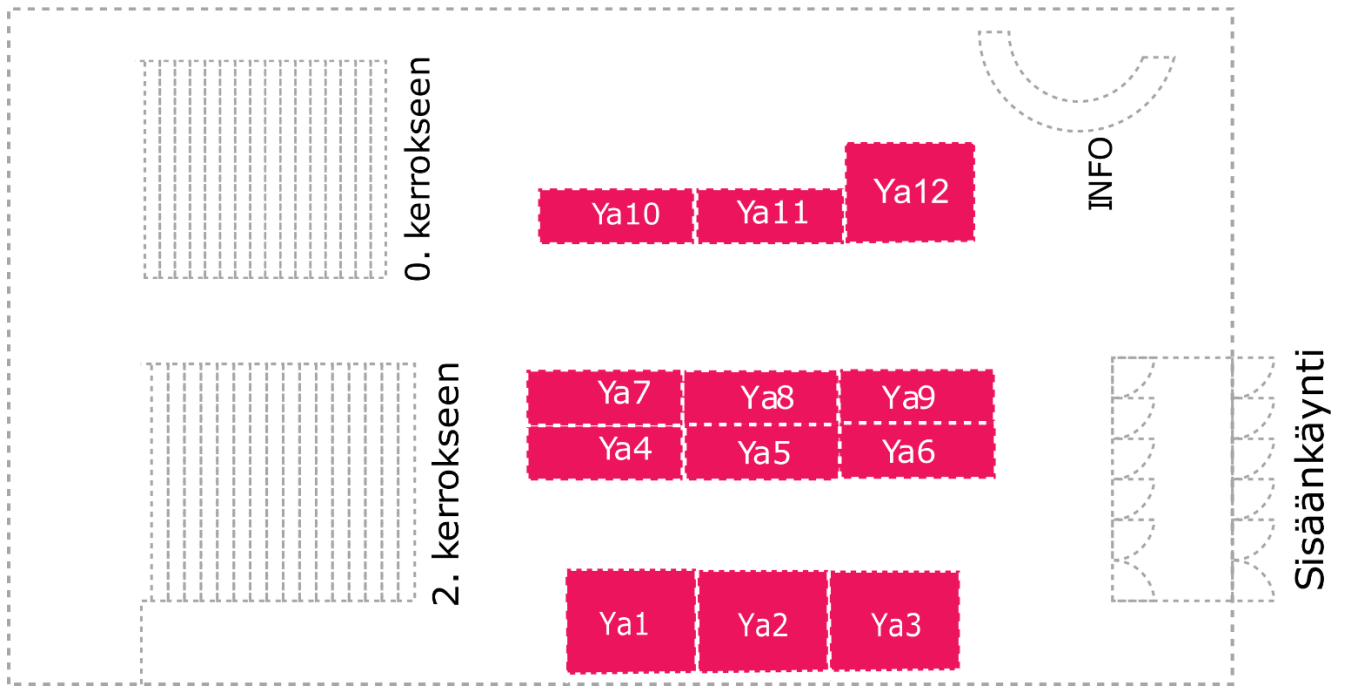 0. kerrokseen
INFO
Ya10
Ya11
Ya12
2. kerrokseen
Ya7
Ya8
Ya9
Ya4
Ya5
Ya6
Sisäänkäynti
Ya1
Ya2
Ya3